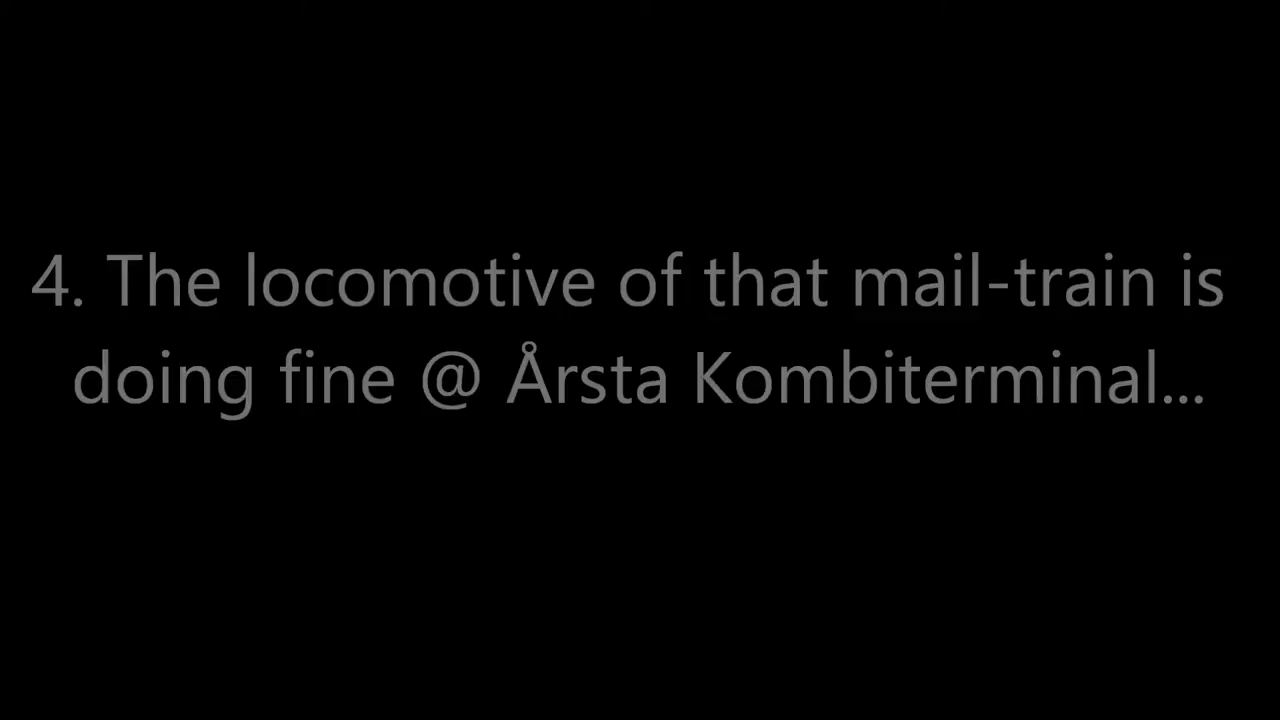 4. The locomotive of that mail-train is
doing fine @ Årsta Kombiterminal...